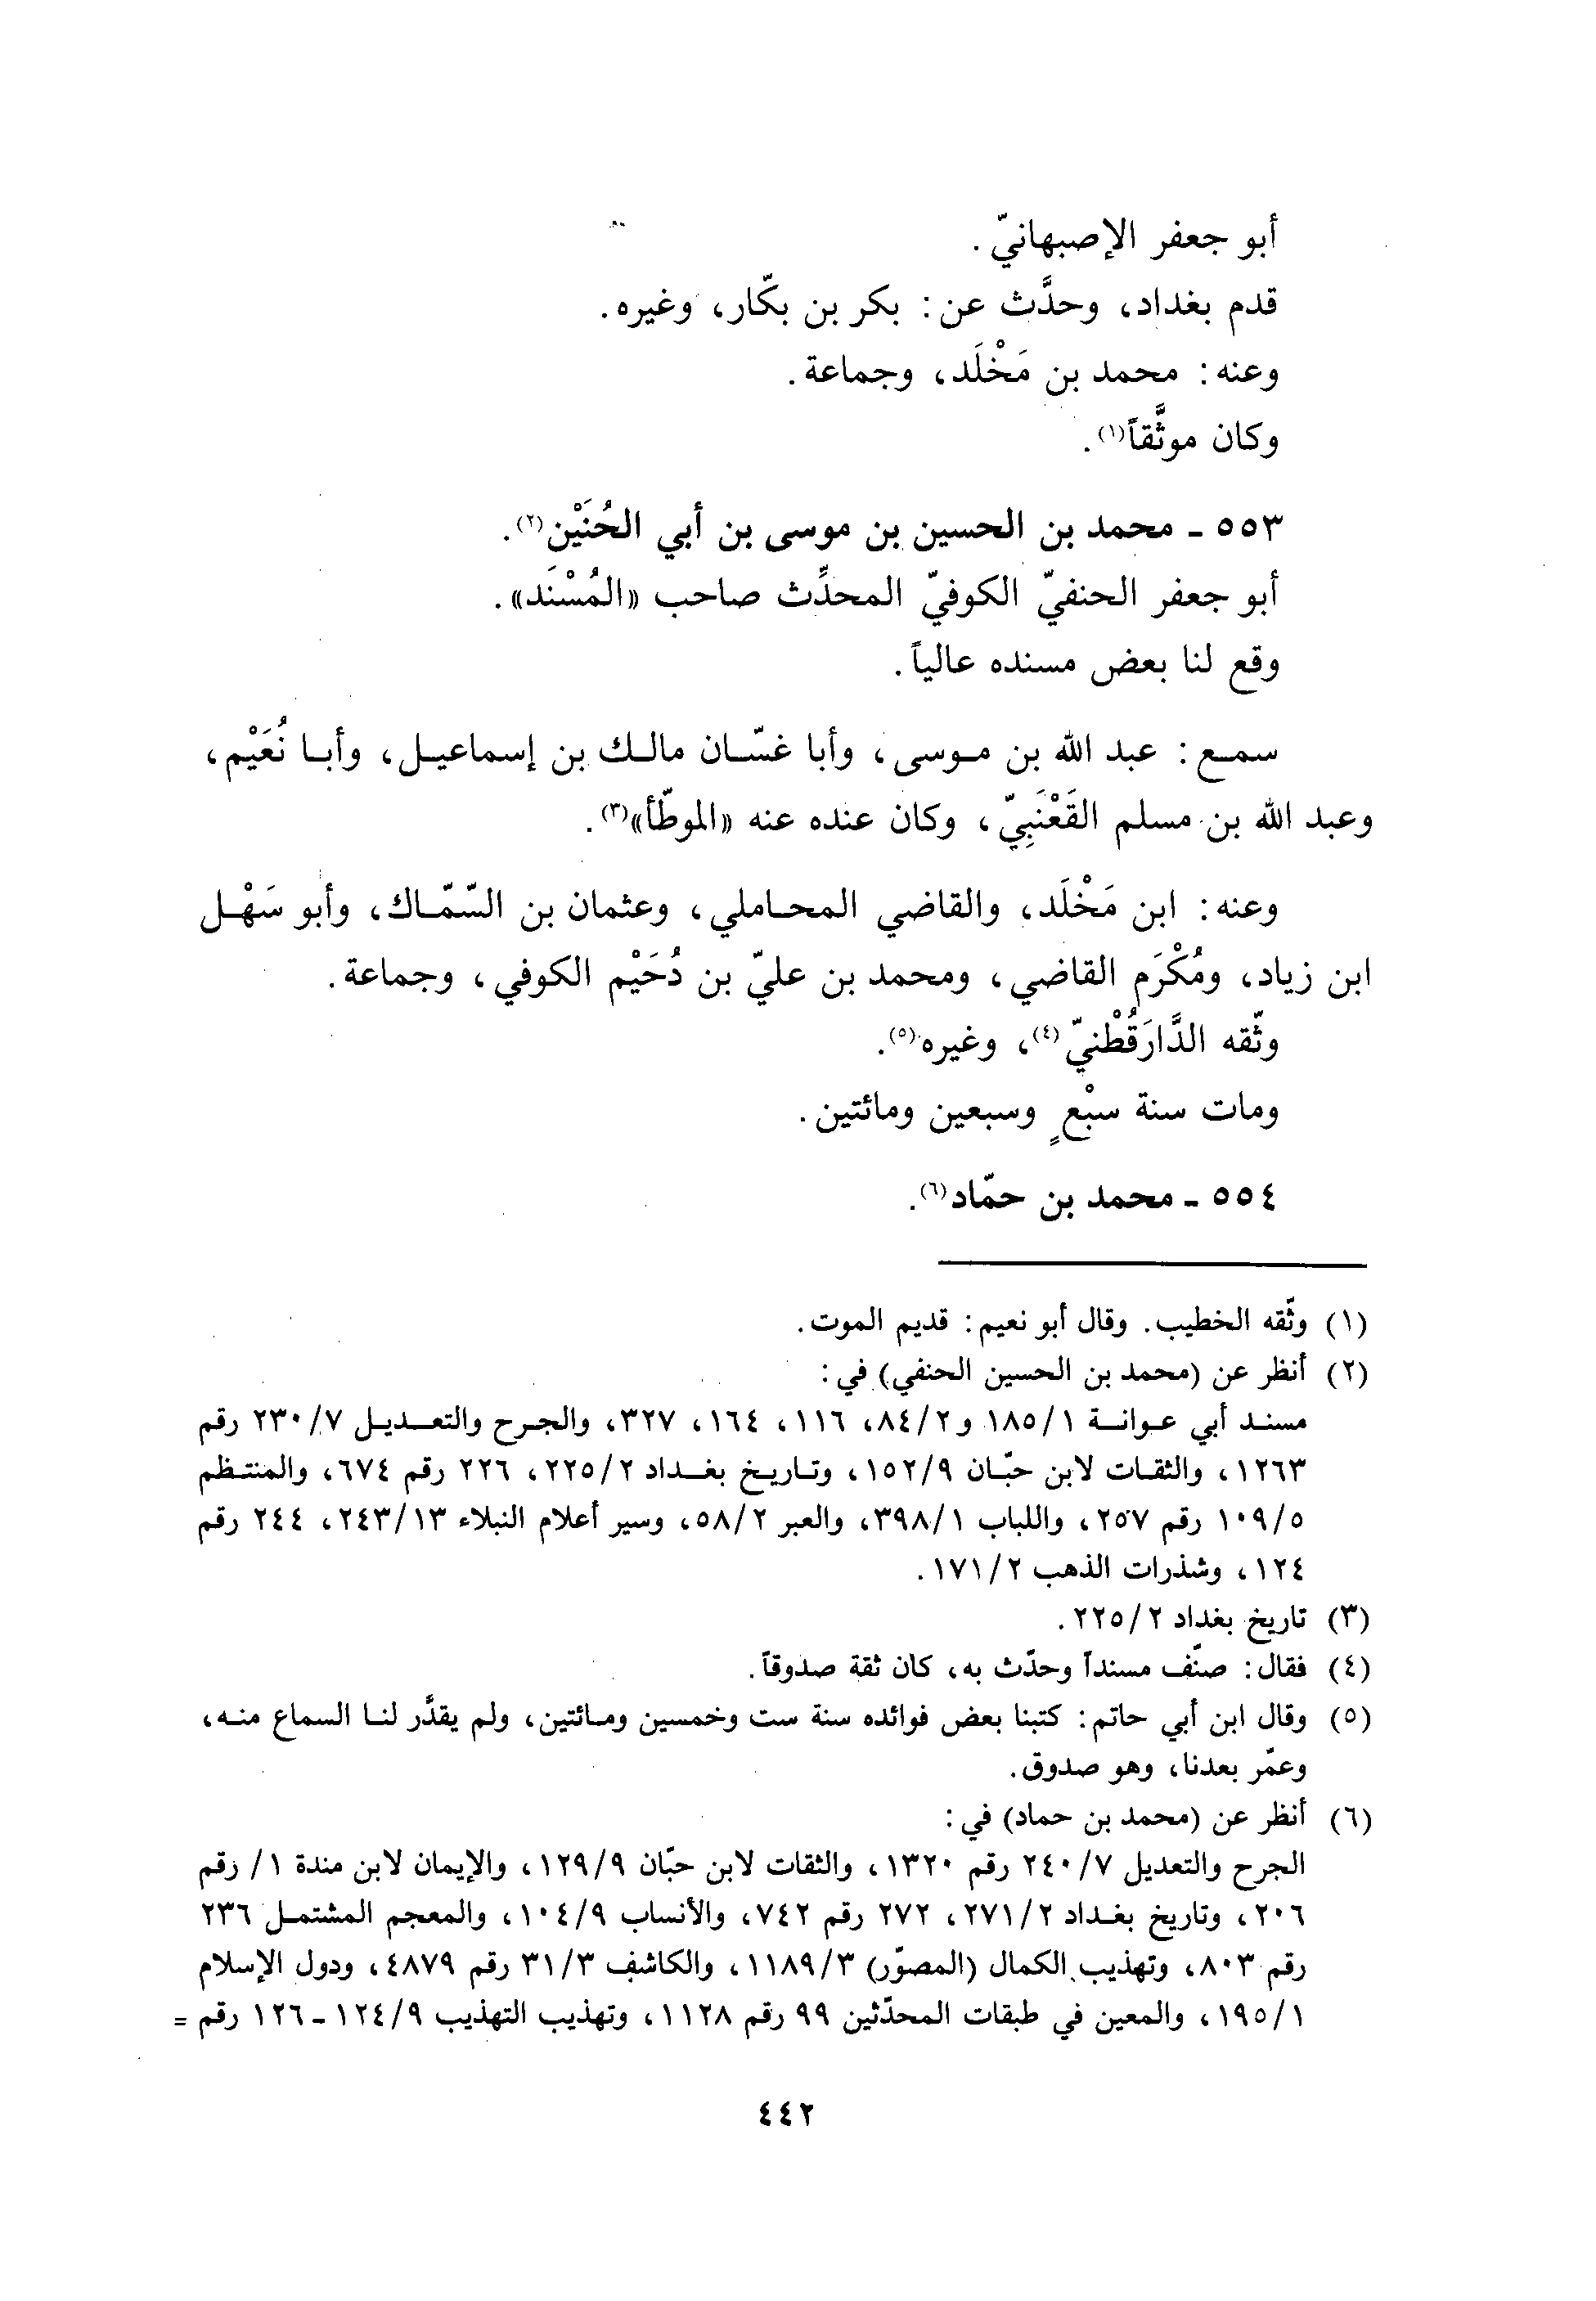 أبو جعفر الإصبهانيّ.
قدم بغداد، وحدَّث عن: بكر بن بكّار، وغيره.
وعنه: محمد بن مَخْلَد، وجماعة.
وكان موثَّقاً(١).
٥٥٣ ـ محمد بن الحسين بن موسى بن أبي الحُنَيْن(٢).
أبو جعفر الحنفيّ الكوفيّ المحدِّث صاحب «المُسْنَد».
وقع لنا بعض مسنده عالياً.
سمع: عبد الله بن موسى، وأبا غسّان مالك بن إسماعيل، وأبا نُعَيْم،
وعبد الله بن مسلم القَعْنَبِيّ، وكان عنده عنه «الموطّأ»(٣).
وعنه: ابن مَخْلَد، والقاضي المحاملي، وعثمان بن السّمّاك، وأبو سَهْل
ابن زياد، ومُكْرَم القاضي، ومحمد بن عليّ بن دُحَيْم الكوفي، وجماعة.
وثّقه الدَّارَقُطْنيّ(٤)، وغيره(٥).
ومات سنة سبْعٍ وسبعين ومائتين.
٥٥٤ ـ محمد بن حمّاد(٦).
(١) وثّقه الخطيب. وقال أبو نعيم: قديم الموت.
(٢) أنظر عن (محمد بن الحسين الحنفي) في:
مسند أبي عوانة ١/١٨٥ و٢/٨٤، ١١٦، ١٦٤، ٣٢٧، والجرح والتعديل ٧/٢٣٠ رقم
١٢٦٣، والثقات لابن حبّان ٩/١٥٢، وتاريخ بغداد ٢/٢٢٥، ٢٢٦ رقم ٦٧٤، والمنتظم
٥/١٠٩ رقم ٢٥٧، واللباب ١/٣٩٨، والعبر ٢/٥٨، وسير أعلام النبلاء ١٣/٢٤٣، ٢٤٤ رقم
١٢٤، وشذرات الذهب ٢/١٧١.
(٣) تاريخ بغداد ٢/٢٢٥.
(٤) فقال: صنّف مسنداً وحدّث به، كان ثقة صدوقاً.
(٥) وقال ابن أبي حاتم: كتبنا بعض فوائده سنة ست وخمسين ومائتين، ولم يقدَّر لنا السماع منه،
وعمّر بعدنا، وهو صدوق.
(٦) أنظر عن (محمد بن حماد) في:
الجرح والتعديل ٧/٢٤٠ رقم ١٣٢٠، والثقات لابن حبّان ٩/١٢٩، والإيمان لابن مندة ١/ رقم
٢٠٦، وتاريخ بغداد ٢/٢٧١، ٢٧٢ رقم ٧٤٢، والأنساب ٩/١٠٤، والمعجم المشتمل ٢٣٦
رقم ٨٠٣، وتهذيب الكمال (المصوّر) ٣/١١٨٩، والكاشف ٣/٣١ رقم ٤٨٧٩، ودول الإسلام
١/١٩٥، والمعين في طبقات المحدّثين ٩٩ رقم ١١٢٨، وتهذيب التهذيب ٩/١٢٤ ـ ١٢٦ رقم =
٤٤٢